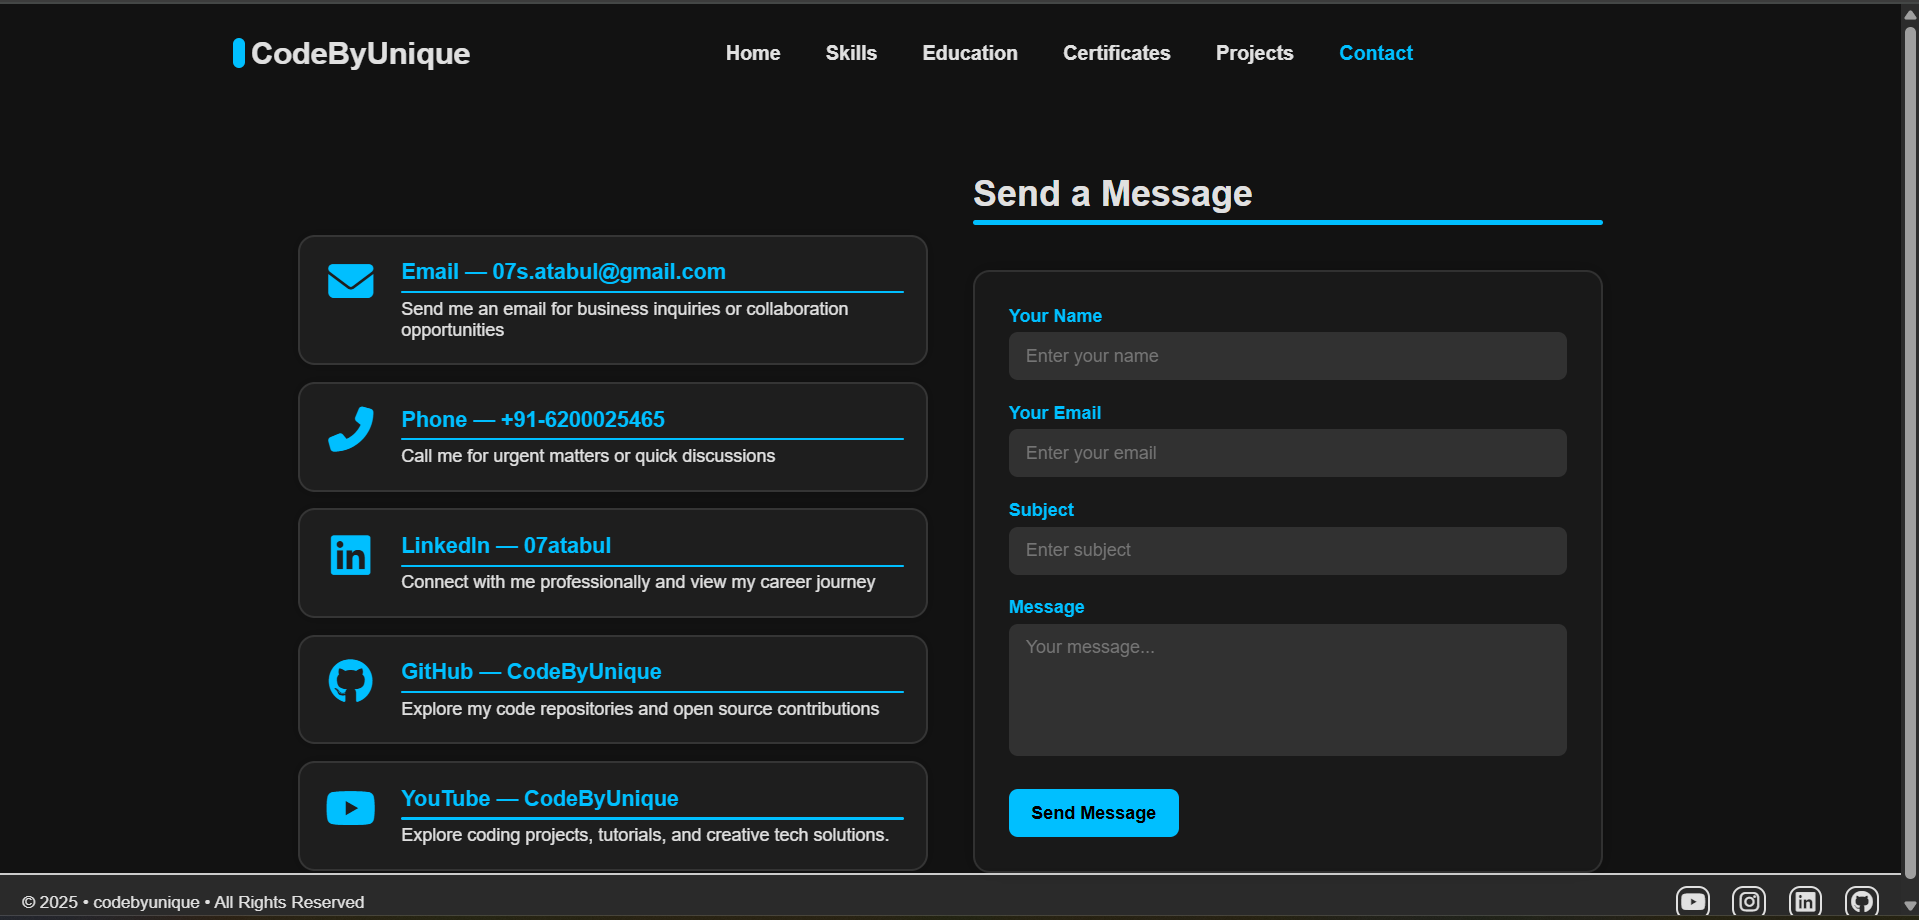 CodeByUnique
Home Skills Education Certificates Projects Contact
Email — 07s.atabul@gmail.com
Send me an email for business inquiries or collaboration
opportunities
Phone — +91-6200025465
Call me for urgent matters or quick discussions
LinkedIn — 07atabul
Connect with me professionally and view my career journey
GitHub — CodeByUnique
Explore my code repositories and open source contributions
YouTube — CodeByUnique
Explore coding projects, tutorials, and creative tech solutions.
Send a Message
Your Name
Enter your name
Your Email
Enter your email
Subject
Enter subject
Message
Your message...
Send Message
© 2025 • codebyunique • All Rights Reserved